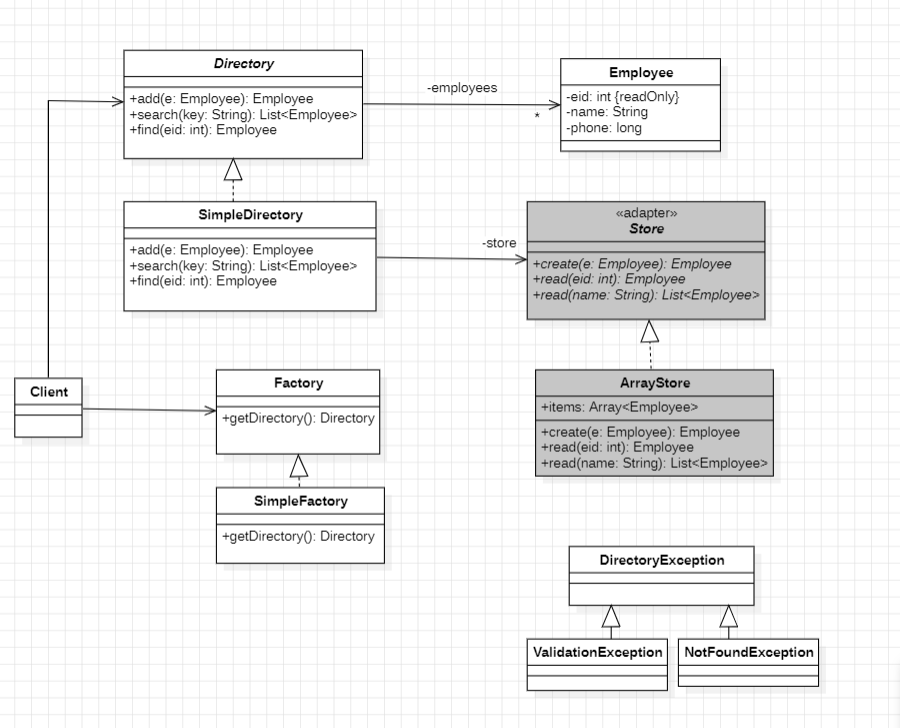 Directory
+add(e: Employee): Employee
+search(key: String): List<Employee>
+find(eid: int): Employee
-employees
*
Employee
-eid: int {readOnly}
-name: String
-phone: long
SimpleDirectory
+add(e: Employee): Employee
+search(key: String): List<Employee>
+find(eid: int): Employee
-store
«adapter»
Store
+create(e: Employee): Employee
+read(eid: int): Employee
+read(name: String): List<Employee>
Client
Factory
+getDirectory(): Directory
ArrayStore
+items: Array<Employee>
+create(e: Employee): Employee
+read(eid: int): Employee
+read(name: String): List<Employee>
SimpleFactory
+getDirectory(): Directory
DirectoryException
ValidationException
NotFoundException